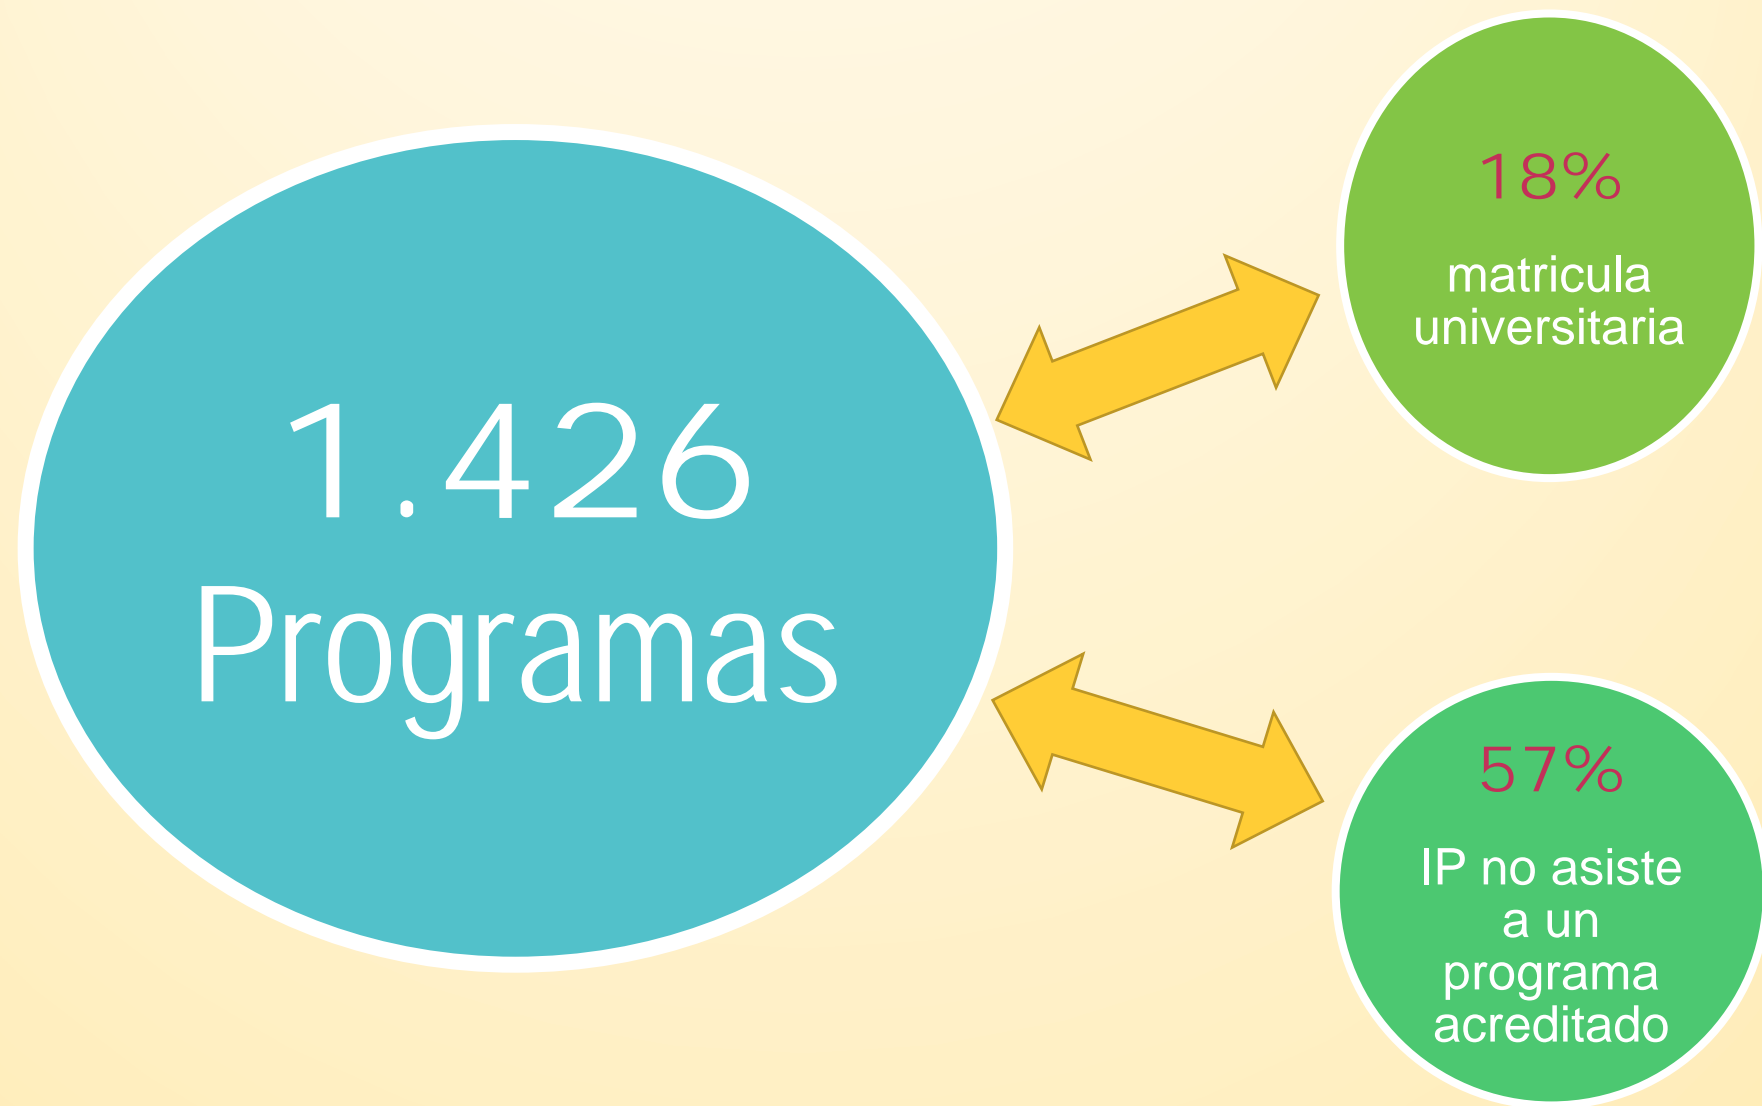 1.426
Programas
18%
matricula
universitaria
57%
IP no asiste
a un
programa
acreditado